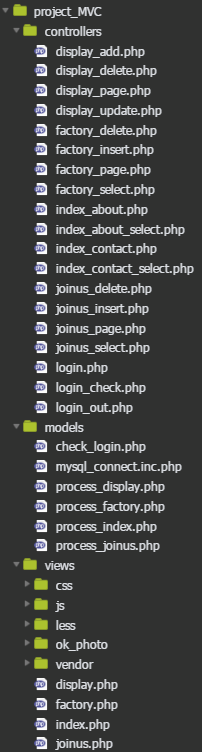 project_MVC
controllers
display_add.php
display_delete.php
display_page.php
display_update.php
factory_delete.php
factory_insert.php
factory_page.php
factory_select.php
index_about.php
index_about_select.php
index_contact.php
index_contact_select.php
joinus_delete.php
joinus_insert.php
joinus_page.php
joinus_select.php
login.php
login_check.php
login_out.php
models
check_login.php
mysql_connect.inc.php
process_display.php
process_factory.php
process_index.php
process_joinus.php
views
css
js
less
ok_photo
vendor
display.php
factory.php
index.php
joinus.php